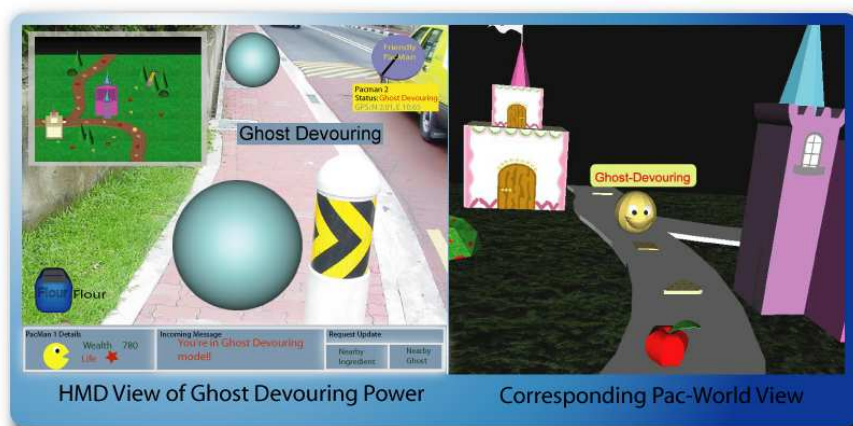 Friendly
PacMan
Pacman 2
Status: Ghost Devouring
Ghost Devouring
Flour Flour
PacMan 1 Details
Wealth 780
Life
Incoming Message
You're in Ghost Devouring
model!
Request Update
Nearby
Ingredient
Nearby
Ghost
Ghost-Devouring
HMD View of Ghost Devouring Power
Corresponding Pac-World View